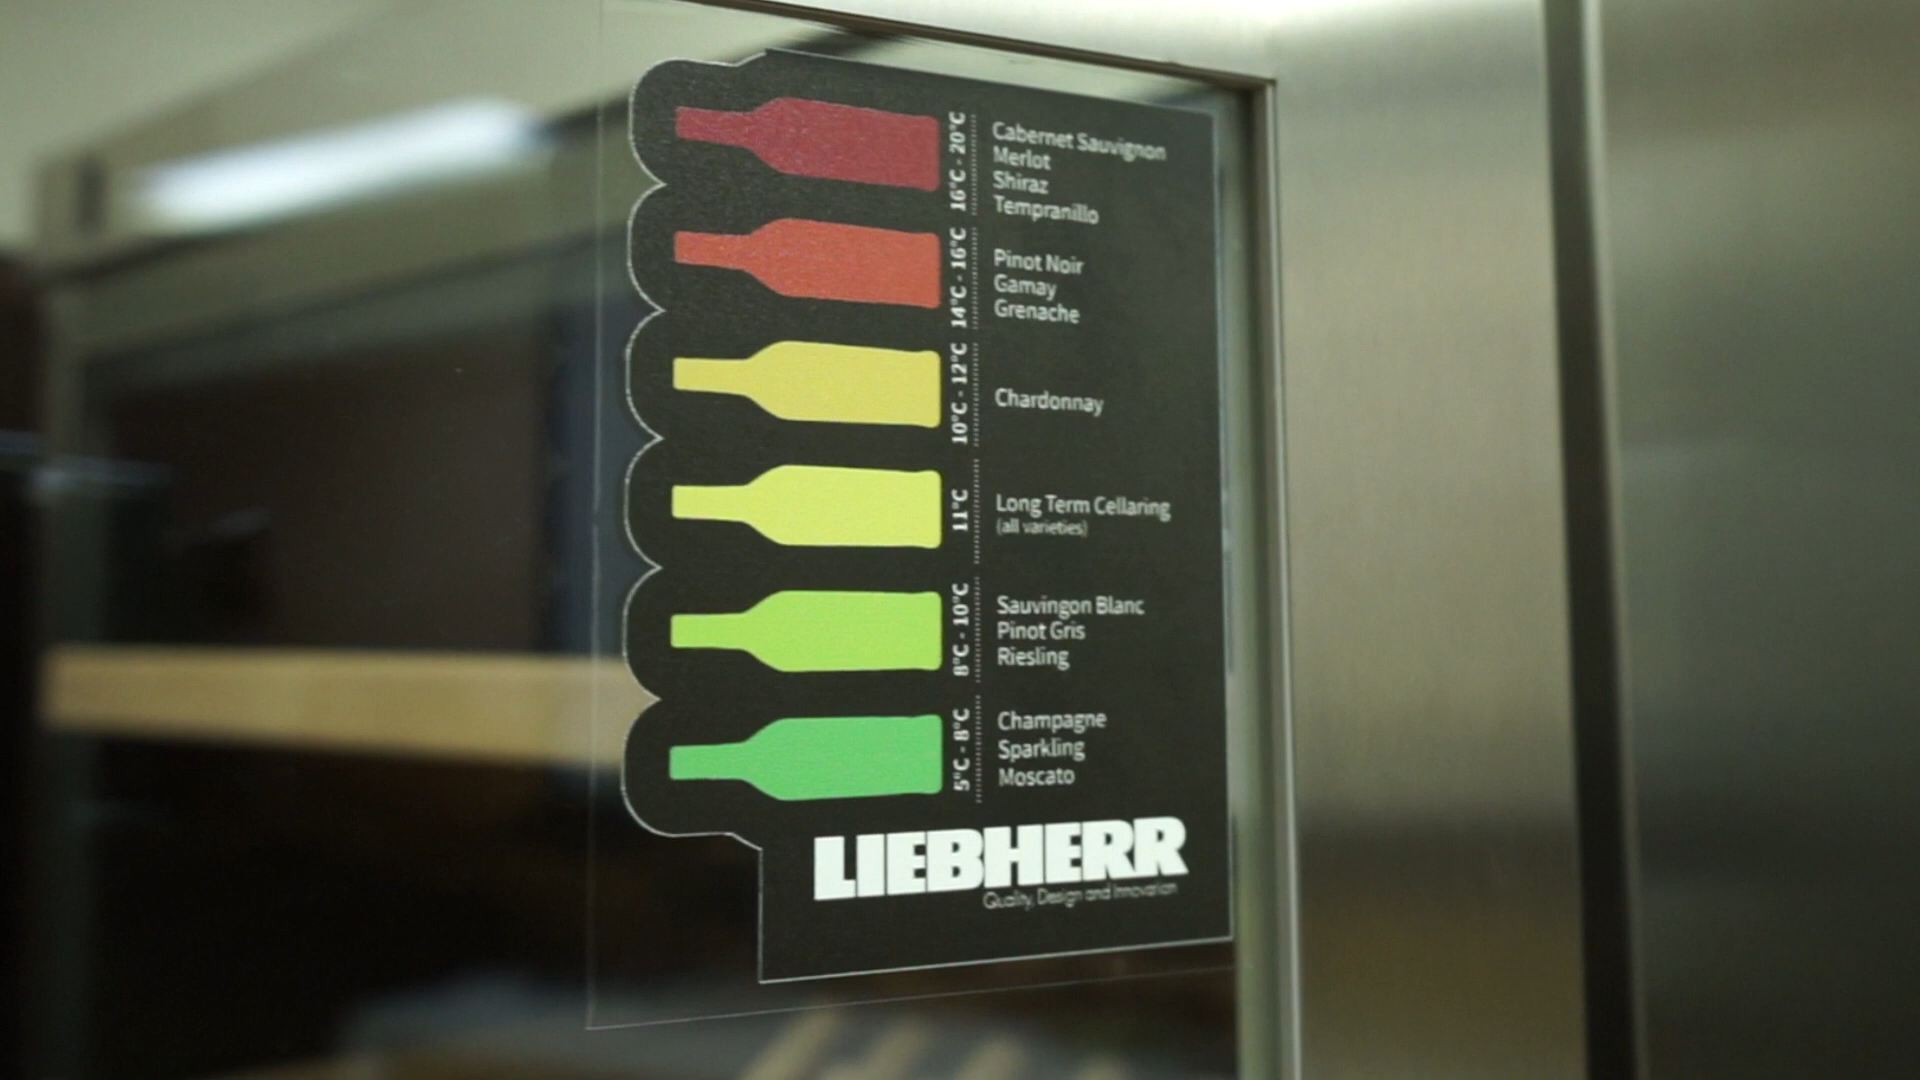 16°C - 20°C
Cabernet Sauvignon
Merlot
Shiraz
Tempranillo
14°C - 16°C
Pinot Noir
Gamay
Grenache
10°C - 12°C
Chardonnay
11°C
Long Term Cellaring
(all varieties)
8°C - 10°C
Sauvingon Blanc
Pinot Gris
Riesling
5°C - 8°C
Champagne
Sparkling
Moscato
LIEBHERR
Quality, Design and Innovation